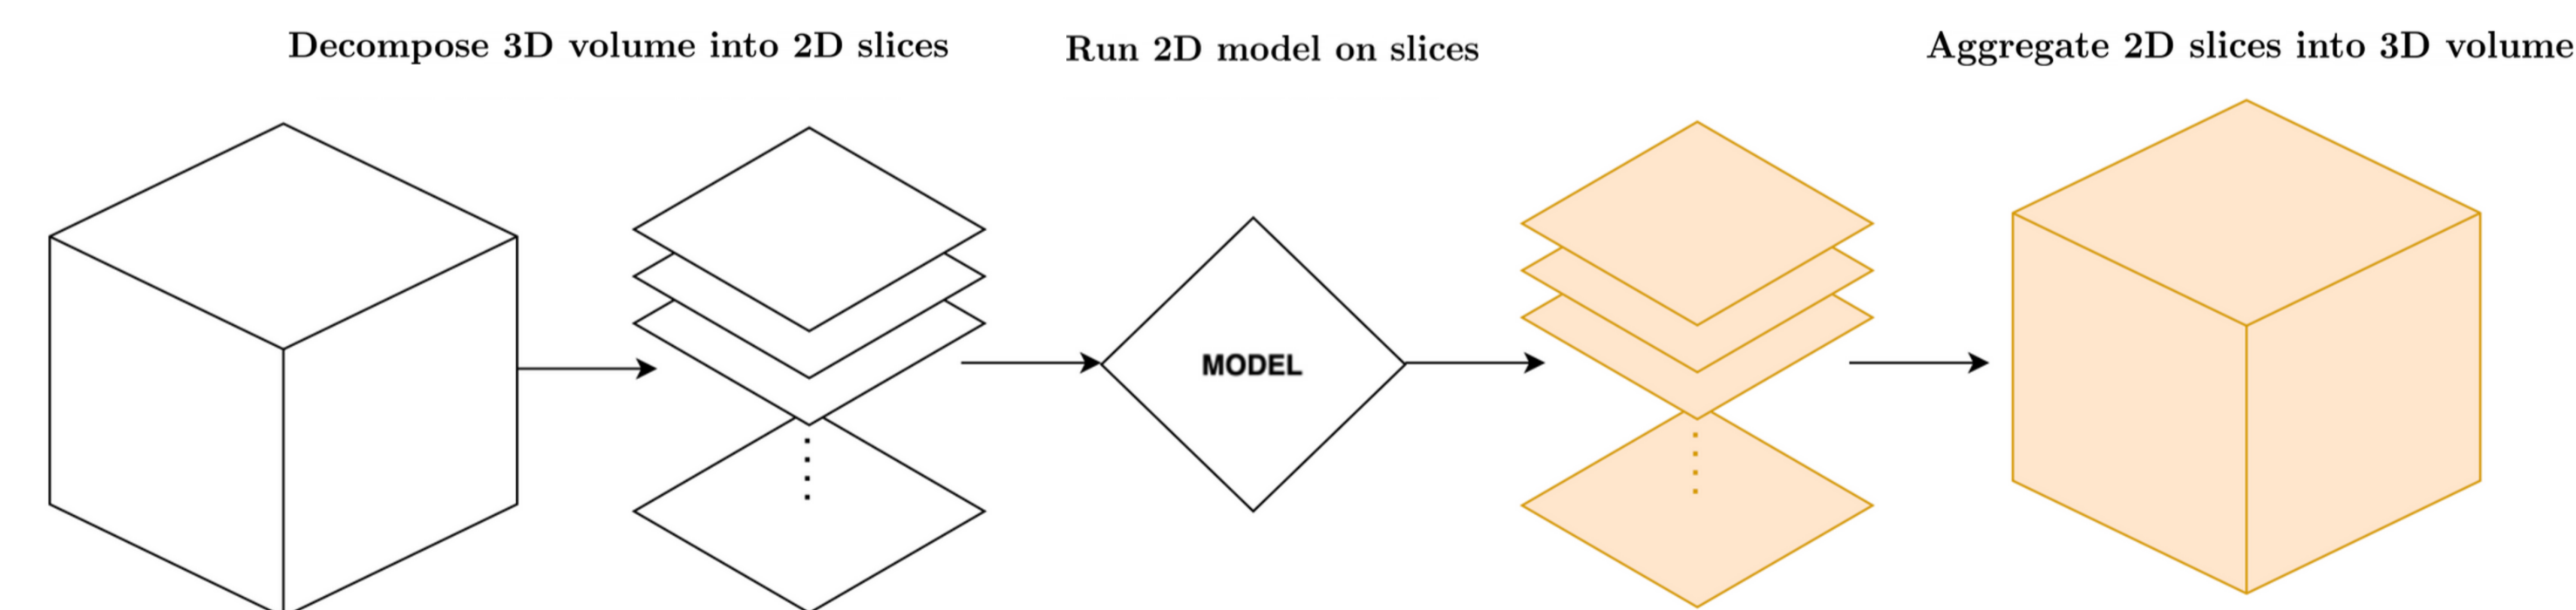 Decompose 3D volume into 2D slices
Run 2D model on slices
Aggregate 2D slices into 3D volume
MODEL